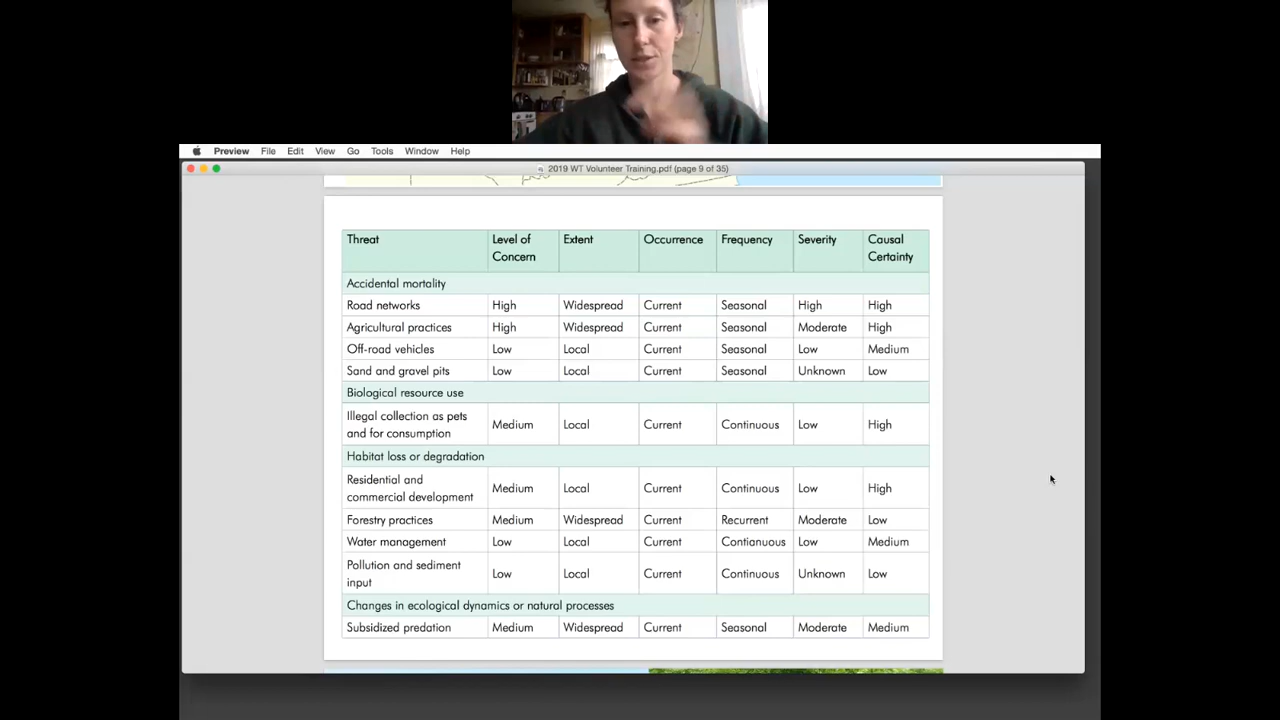 Preview File Edit View Go Tools Window Help
2019 WT Volunteer Training.pdf (page 9 of 35)
Threat Level of Concern Extent Occurrence Frequency Severity Causal Certainty
Accidental mortality
Road networks High Widespread Current Seasonal High High
Agricultural practices High Widespread Current Seasonal Moderate High
Off-road vehicles Low Local Current Seasonal Low Medium
Sand and gravel pits Low Local Current Seasonal Unknown Low
Biological resource use
Illegal collection as pets and for consumption Medium Local Current Continuous Low High
Habitat loss or degradation
Residential and commercial development Medium Local Current Continuous Low High
Forestry practices Medium Widespread Current Recurrent Moderate Low
Water management Low Local Current Contianuous Low Medium
Pollution and sediment input Low Local Current Continuous Unknown Low
Changes in ecological dynamics or natural processes
Subsidized predation Medium Widespread Current Seasonal Moderate Medium